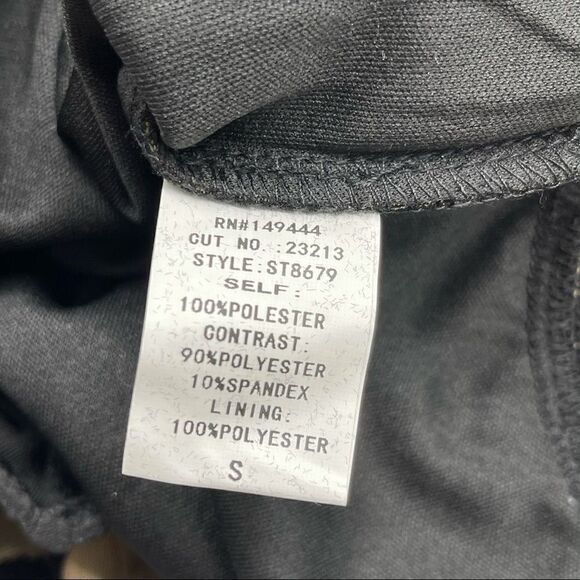 RN#149444
CUT NO.:23213
STYLE:ST8679
SELF:
100%POLESTER
CONTRAST:
90%POLYESTER
10%SPANDEX
LINING:
100%POLYESTER
S